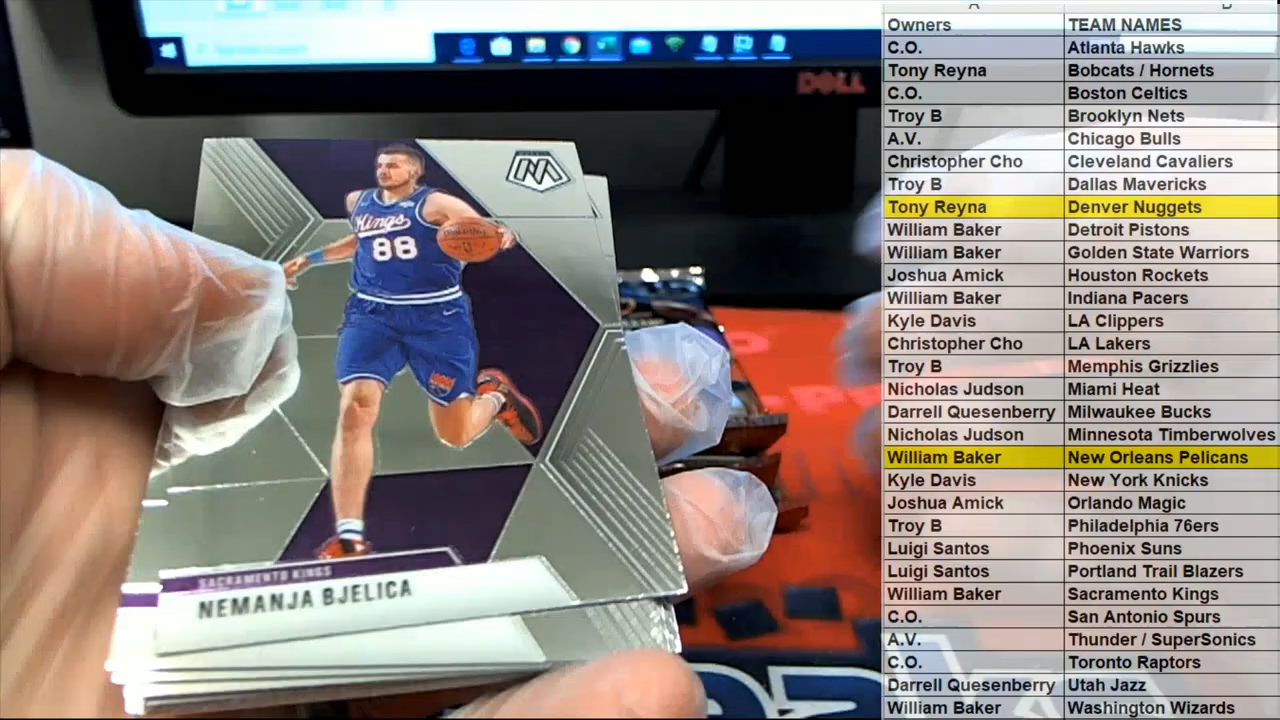 DELL
Kings
88
SPALDING
SACRAMENTO KINGS
NEMANJA BJELICA
Owners TEAM NAMES
C.O. Atlanta Hawks
Tony Reyna Bobcats / Hornets
C.O. Boston Celtics
Troy B Brooklyn Nets
A.V. Chicago Bulls
Christopher Cho Cleveland Cavaliers
Troy B Dallas Mavericks
Tony Reyna Denver Nuggets
William Baker Detroit Pistons
William Baker Golden State Warriors
Joshua Amick Houston Rockets
William Baker Indiana Pacers
Kyle Davis LA Clippers
Christopher Cho LA Lakers
Troy B Memphis Grizzlies
Nicholas Judson Miami Heat
Darrell Quesenberry Milwaukee Bucks
Nicholas Judson Minnesota Timberwolves
William Baker New Orleans Pelicans
Kyle Davis New York Knicks
Joshua Amick Orlando Magic
Troy B Philadelphia 76ers
Luigi Santos Phoenix Suns
Luigi Santos Portland Trail Blazers
William Baker Sacramento Kings
C.O. San Antonio Spurs
A.V. Thunder / SuperSonics
C.O. Toronto Raptors
Darrell Quesenberry Utah Jazz
William Baker Washington Wizards